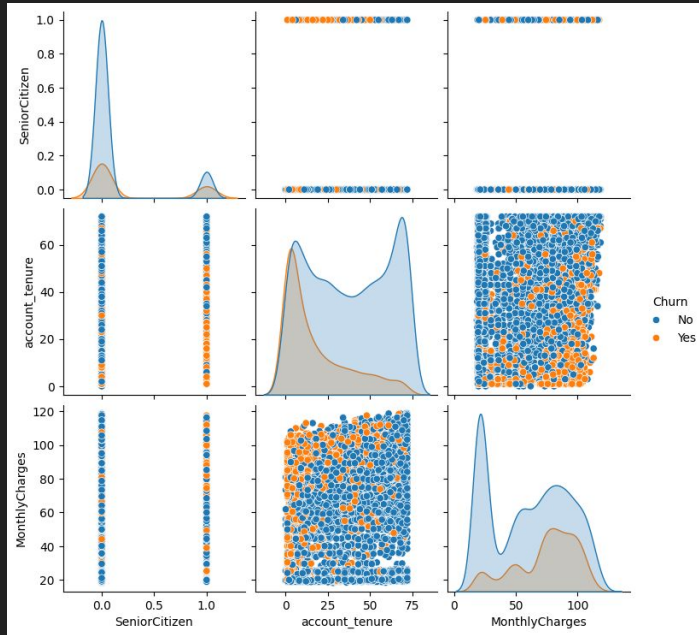 1.0
0.8
0.6
0.4
0.2
0.0
SeniorCitizen
60
40
20
0
account_tenure
Churn
No
Yes
120
100
80
60
40
20
MonthlyCharges
0.0 0.5 1.0
SeniorCitizen
0 25 50 75
account_tenure
0 50 100
MonthlyCharges